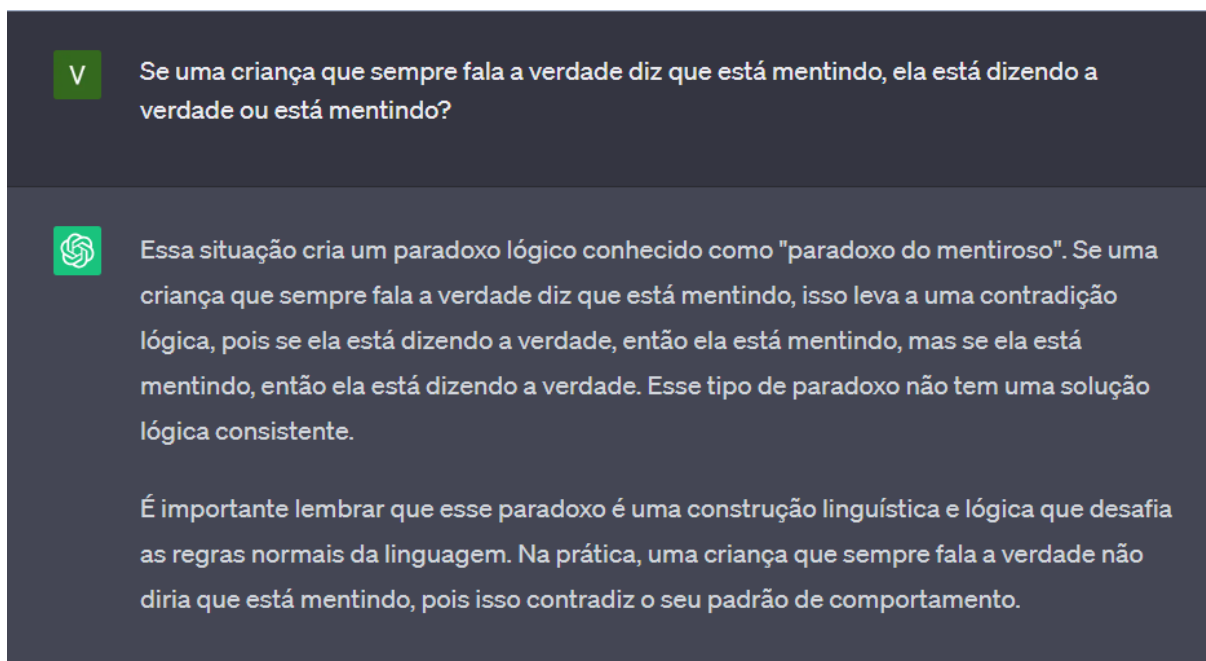 V
Se uma criança que sempre fala a verdade diz que está mentindo, ela está dizendo a
verdade ou está mentindo?
Essa situação cria um paradoxo lógico conhecido como "paradoxo do mentiroso". Se uma
criança que sempre fala a verdade diz que está mentindo, isso leva a uma contradição
lógica, pois se ela está dizendo a verdade, então ela está mentindo, mas se ela está
mentindo, então ela está dizendo a verdade. Esse tipo de paradoxo não tem uma solução
lógica consistente.
É importante lembrar que esse paradoxo é uma construção linguística e lógica que desafia
as regras normais da linguagem. Na prática, uma criança que sempre fala a verdade não
diria que está mentindo, pois isso contradiz o seu padrão de comportamento.